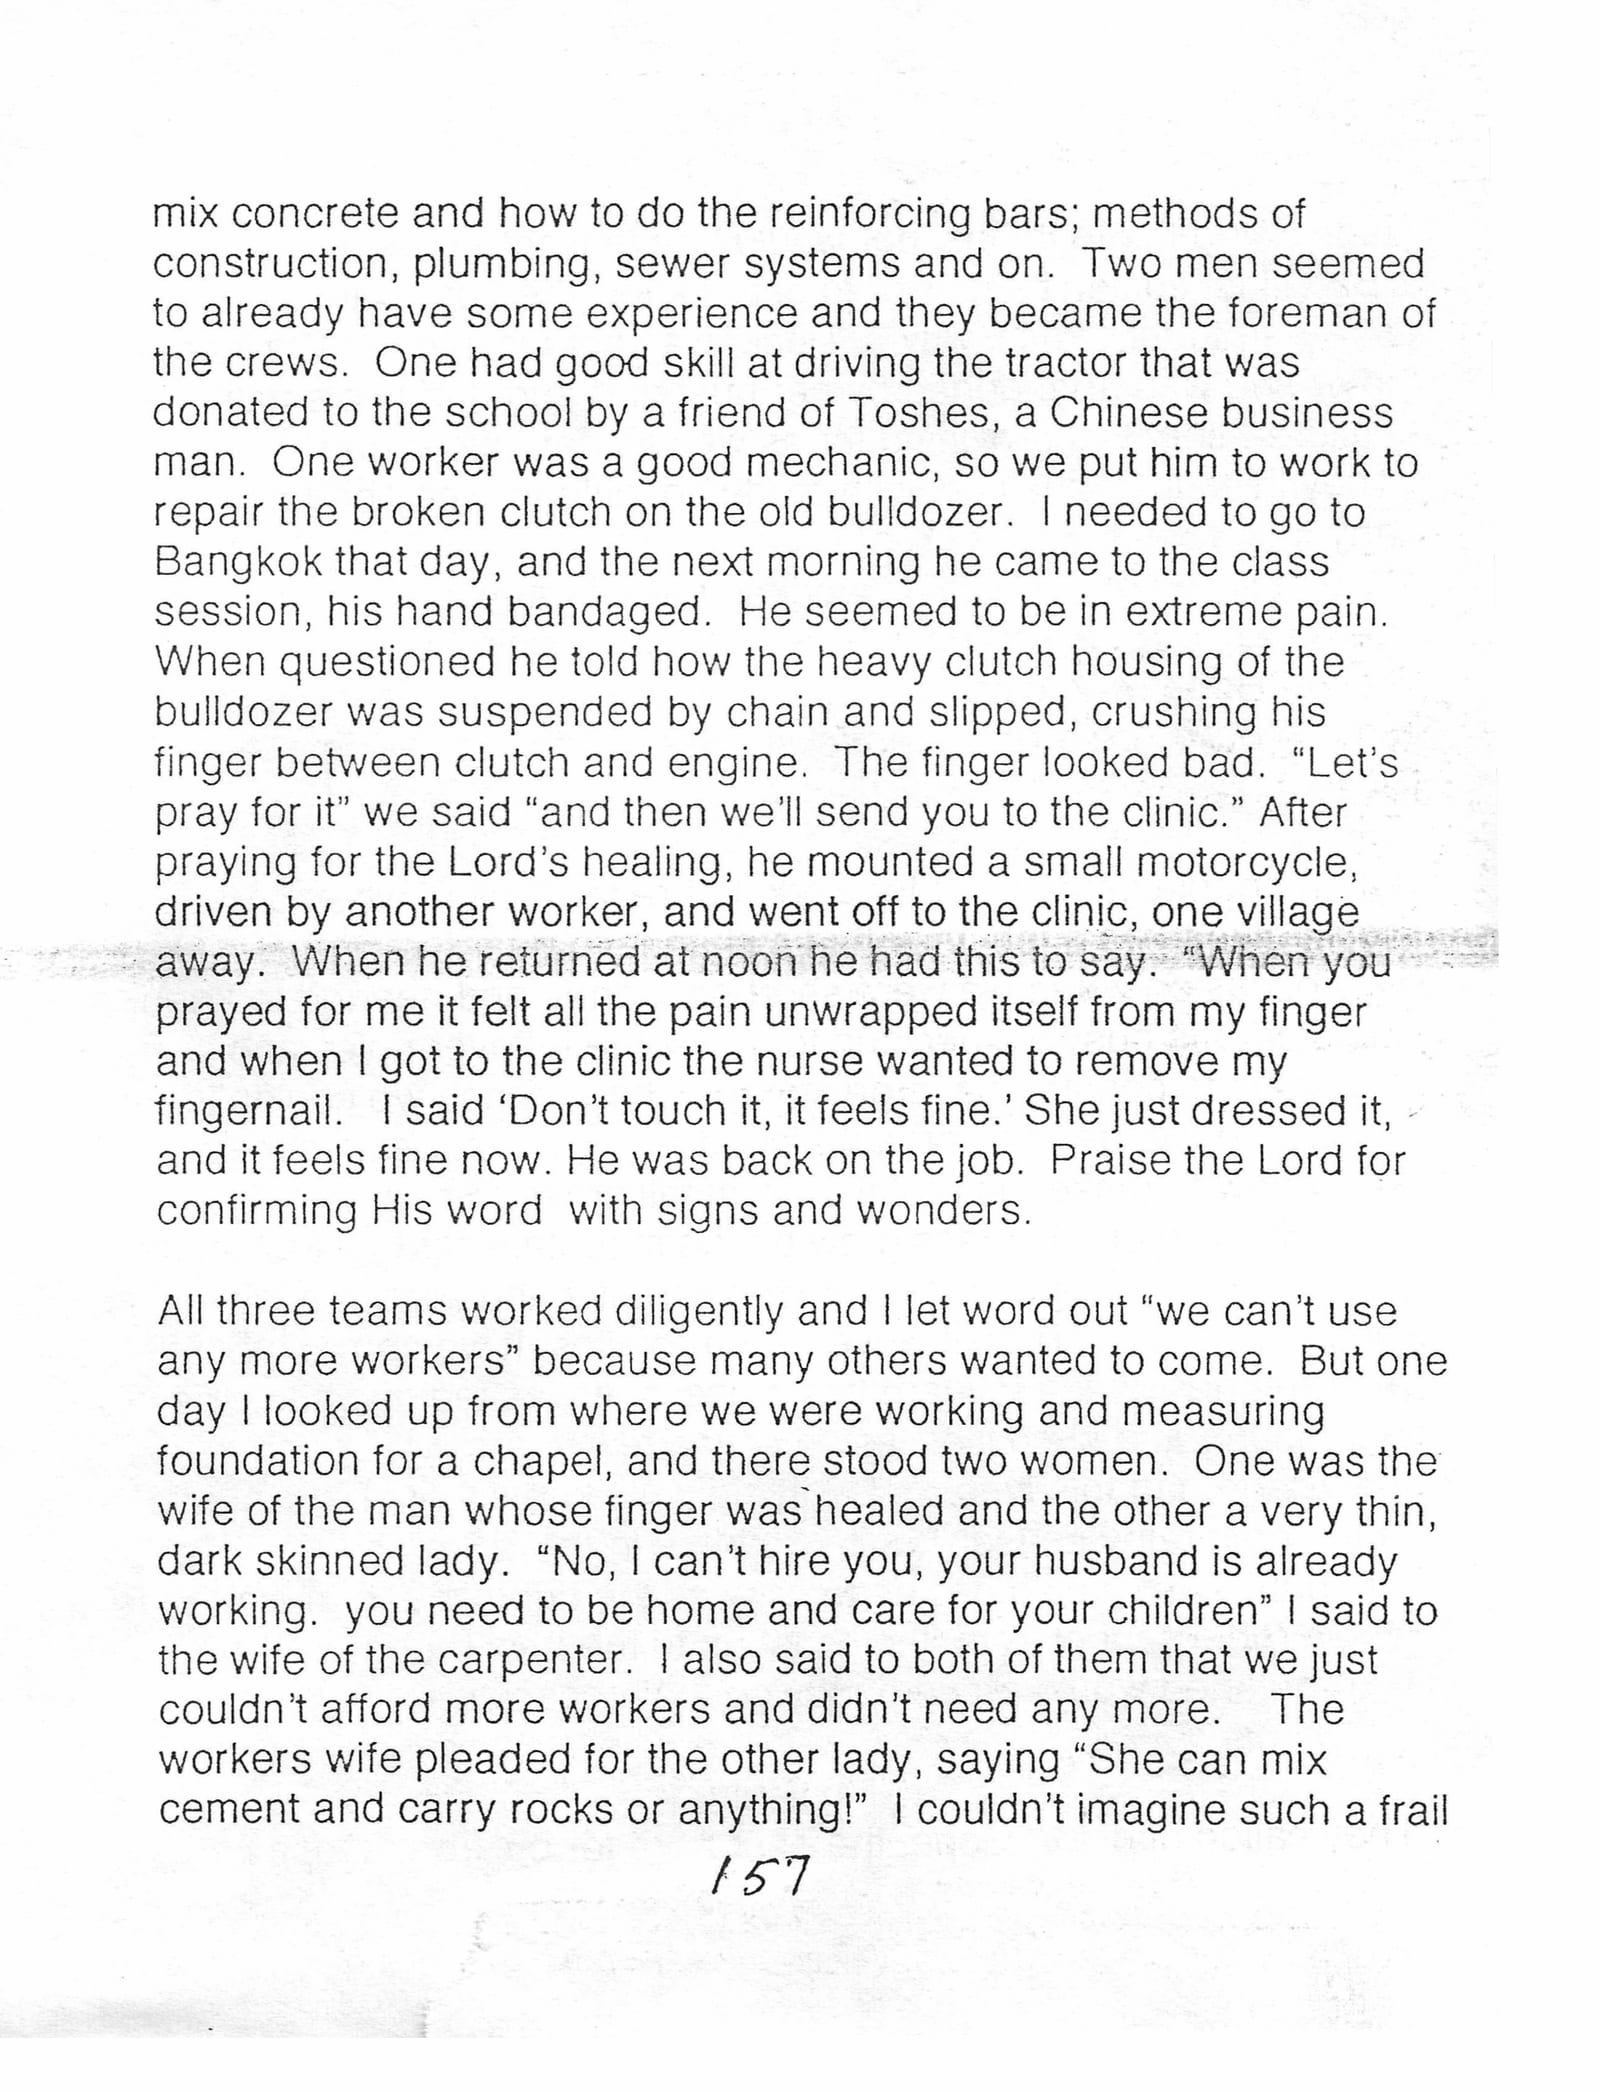 mix concrete and how to do the reinforcing bars; methods of
construction, plumbing, sewer systems and on.  Two men seemed
to already have some experience and they became the foreman of
the crews.  One had good skill at driving the tractor that was
donated to the school by a friend of Toshes, a Chinese business
man.  One worker was a good mechanic, so we put him to work to
repair the broken clutch on the old bulldozer.  I needed to go to
Bangkok that day, and the next morning he came to the class
session, his hand bandaged.  He seemed to be in extreme pain.
When questioned he told how the heavy clutch housing of the
bulldozer was suspended by chain and slipped, crushing his
finger between clutch and engine.  The finger looked bad.  “Let’s
pray for it” we said “and then we’ll send you to the clinic.” After
praying for the Lord’s healing, he mounted a small motorcycle,
driven by another worker, and went off to the clinic, one village
away.  When he returned at noon he had this to say.  “When you
prayed for me it felt all the pain unwrapped itself from my finger
and when I got to the clinic the nurse wanted to remove my
fingernail.   I said ‘Don’t touch it, it feels fine.’ She just dressed it,
and it feels fine now. He was back on the job.  Praise the Lord for
confirming His word  with signs and wonders.

All three teams worked diligently and I let word out “we can’t use
any more workers” because many others wanted to come.  But one
day I looked up from where we were working and measuring
foundation for a chapel, and there stood two women.  One was the
wife of the man whose finger was healed and the other a very thin,
dark skinned lady.  “No, I can’t hire you, your husband is already
working.  you need to be home and care for your children” I said to
the wife of the carpenter.  I also said to both of them that we just
couldn’t afford more workers and didn’t need any more.   The
workers wife pleaded for the other lady, saying “She can mix
cement and carry rocks or anything!”  I couldn’t imagine such a frail
157